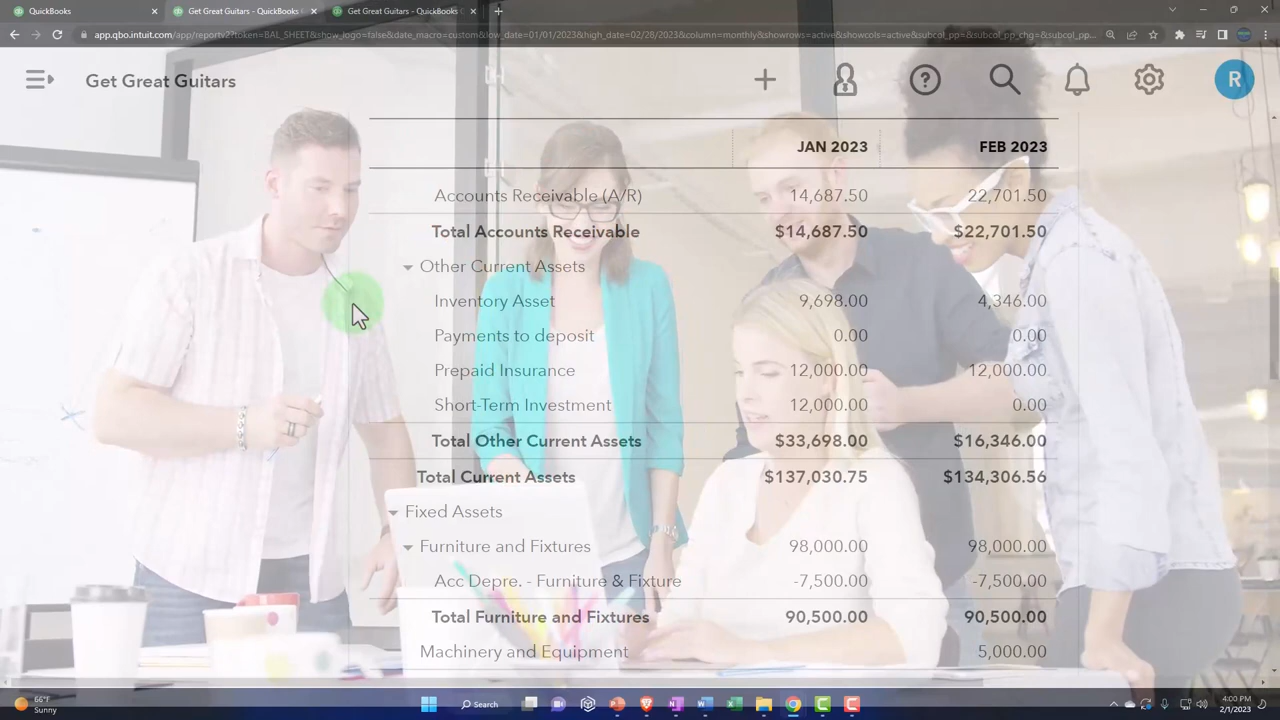 QuickBooks
Get Great Guitars - QuickBooks
Get Great Guitars - QuickBooks
app.qbo.intuit.com/app/reportv2?token=BAL_SHEET&show_logo=false&date_macro=custom&low_date=01/01/2023&high_date=02/28/2023&column=monthly&showrows=active&showcols=active&subcol_pp=&subcol_pp_chg=&subcol_pp...
Get Great Guitars
R
JAN 2023 FEB 2023
Accounts Receivable (A/R) 14,687.50 22,701.50
Total Accounts Receivable $14,687.50 $22,701.50
Other Current Assets
Inventory Asset 9,698.00 4,346.00
Payments to deposit 0.00 0.00
Prepaid Insurance 12,000.00 12,000.00
Short-Term Investment 12,000.00 0.00
Total Other Current Assets $33,698.00 $16,346.00
Total Current Assets $137,030.75 $134,306.56
Fixed Assets
Furniture and Fixtures 98,000.00 98,000.00
Acc Depre. - Furniture & Fixture -7,500.00 -7,500.00
Total Furniture and Fixtures 90,500.00 90,500.00
Machinery and Equipment 5,000.00
66°F
Sunny
Search
4:00 PM
2/1/2023